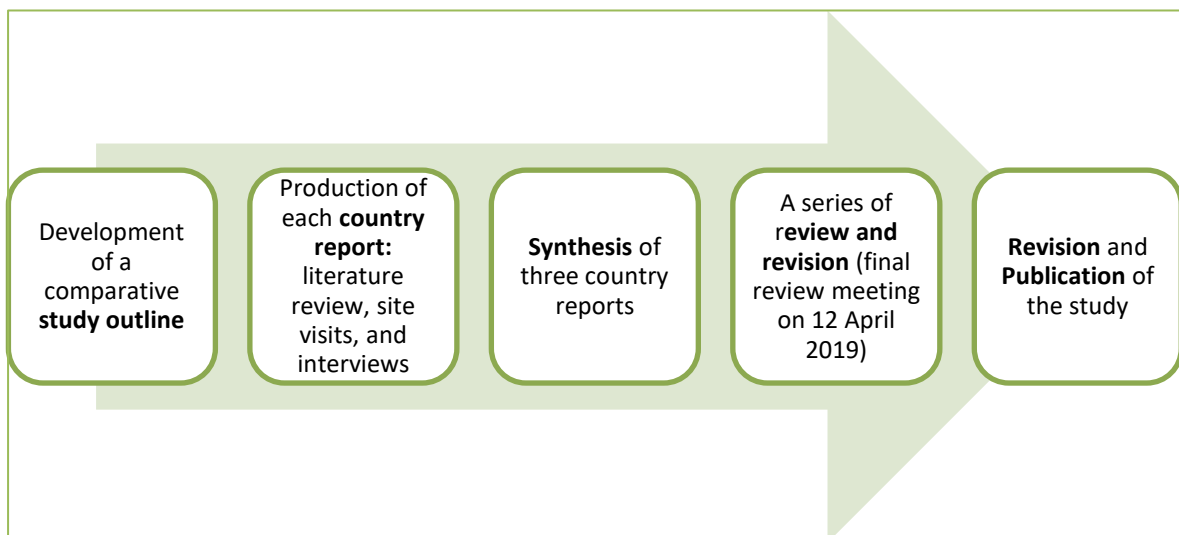 Development
of a
comparative
study outline
Production of
each country
report:
literature
review, site
visits, and
interviews
Synthesis of
three country
reports
A series of
review and
revision (final
review meeting
on 12 April
2019)
Revision and
Publication of
the study